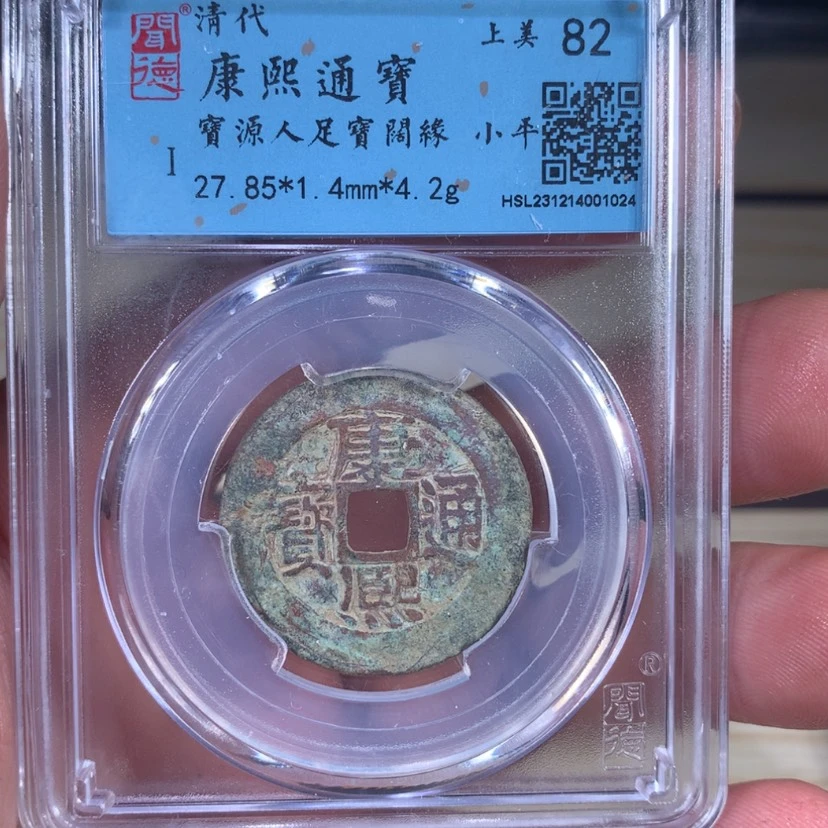 聞德®
清代
上美 82
康熙通寶
寶源人足寶闊緣 小平
I 27.85*1.4mm*4.2g
HSL231214001024
康熙通寶
®
聞德